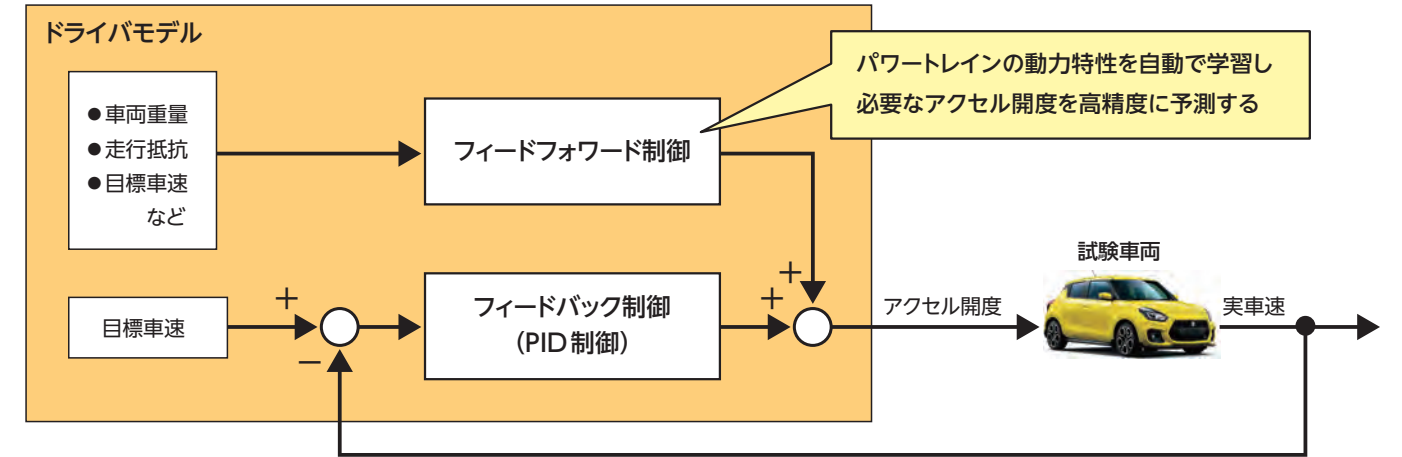 ドライバモデル
パワートレインの動力特性を自動で学習し
必要なアクセル開度を高精度に予測する
●車両重量
●走行抵抗
●目標車速
など
フィードフォワード制御
試験車両
目標車速
+
−
フィードバック制御
(PID制御)
+
+
アクセル開度
実車速